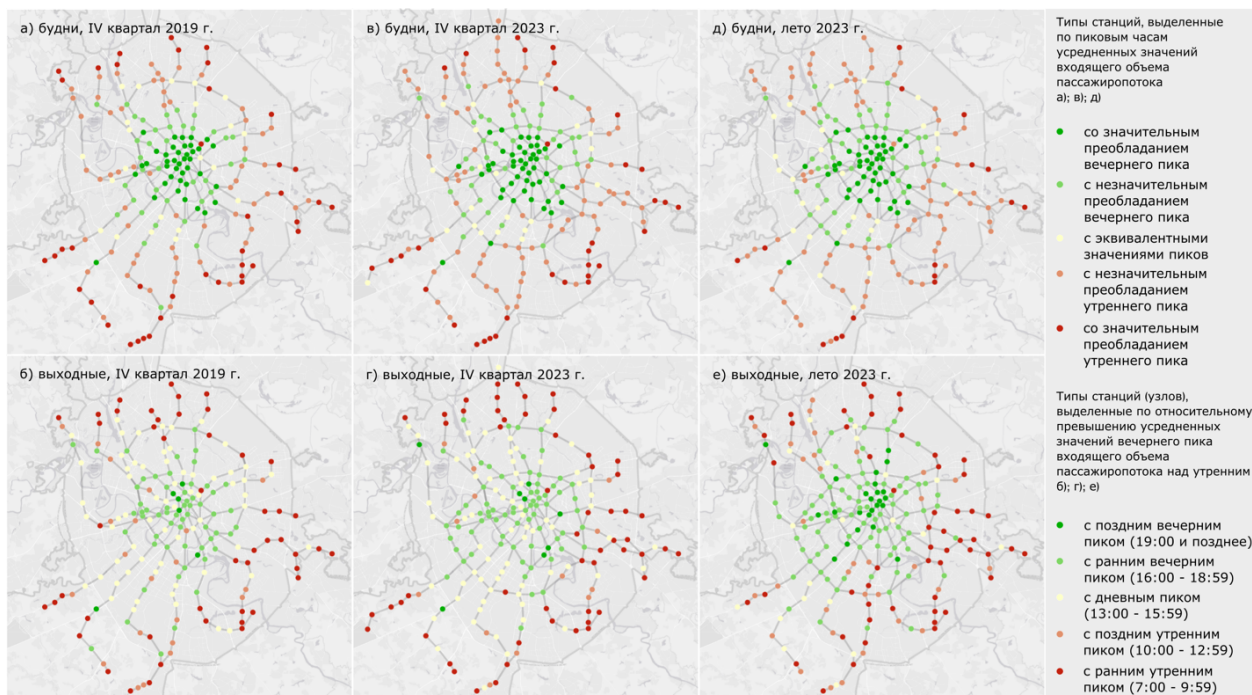 а) будни, IV квартал 2019 г.
в) будни, IV квартал 2023 г.
д) будни, лето 2023 г.
б) выходные, IV квартал 2019 г.
г) выходные, IV квартал 2023 г.
е) выходные, лето 2023 г.
Типы станций, выделенные
по пиковым часам
усредненных значений
входящего объема
пассажиропотока
а); в); д)
со значительным
преобладанием
вечернего пика
с незначительным
преобладанием
вечернего пика
с эквивалентными
значениями пиков
с незначительным
преобладанием
утреннего пика
со значительным
преобладанием
утреннего пика
Типы станций (узлов),
выделенные по относительному
превышению усредненных
значений вечернего пика
входящего объема
пассажиропотока над утренним
б); г); е)
с поздним вечерним
пиком (19:00 и позднее)
с ранним вечерним
пиком (16:00 - 18:59)
с дневным пиком
(13:00 - 15:59)
с поздним утренним
пиком (10:00 - 12:59)
с ранним утренним
пиком (7:00 - 9:59)